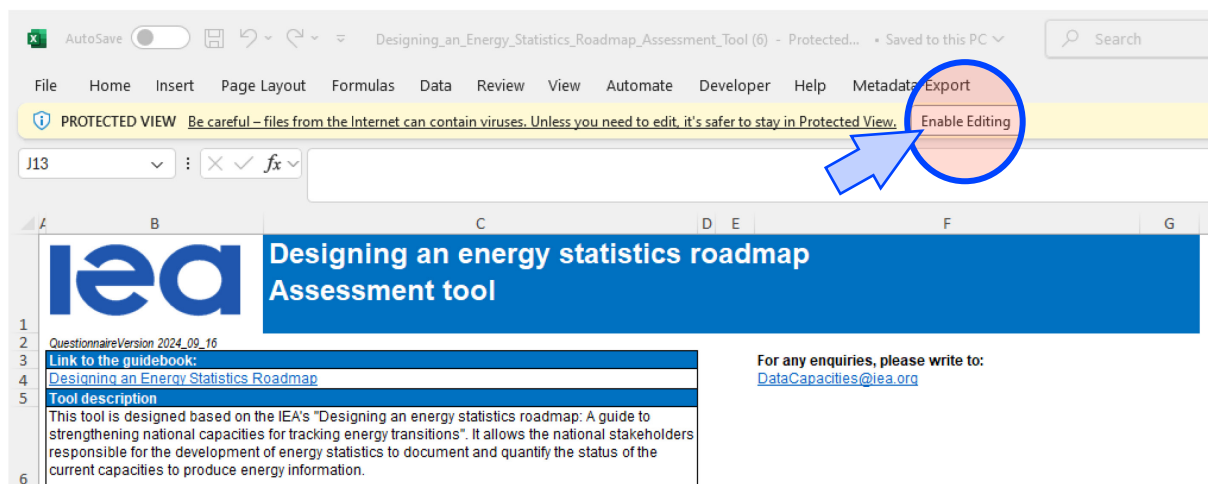 AutoSave Designing_an_Energy_Statistics_Roadmap_Assessment_Tool (6) - Protected... • Saved to this PC Search
File Home Insert Page Layout Formulas Data Review View Automate Developer Help Metadata Export
PROTECTED VIEW Be careful – files from the Internet can contain viruses. Unless you need to edit, it's safer to stay in Protected View. Enable Editing
J13 fx
A B C D E F G
iea
Designing an energy statistics roadmap
Assessment tool
1
2 QuestionnaireVersion 2024_09_16
3 Link to the guidebook: For any enquiries, please write to:
4 Designing an Energy Statistics Roadmap DataCapacities@iea.org
5 Tool description
This tool is designed based on the IEA's "Designing an energy statistics roadmap: A guide to
strengthening national capacities for tracking energy transitions". It allows the national stakeholders
responsible for the development of energy statistics to document and quantify the status of the
current capacities to produce energy information.
6